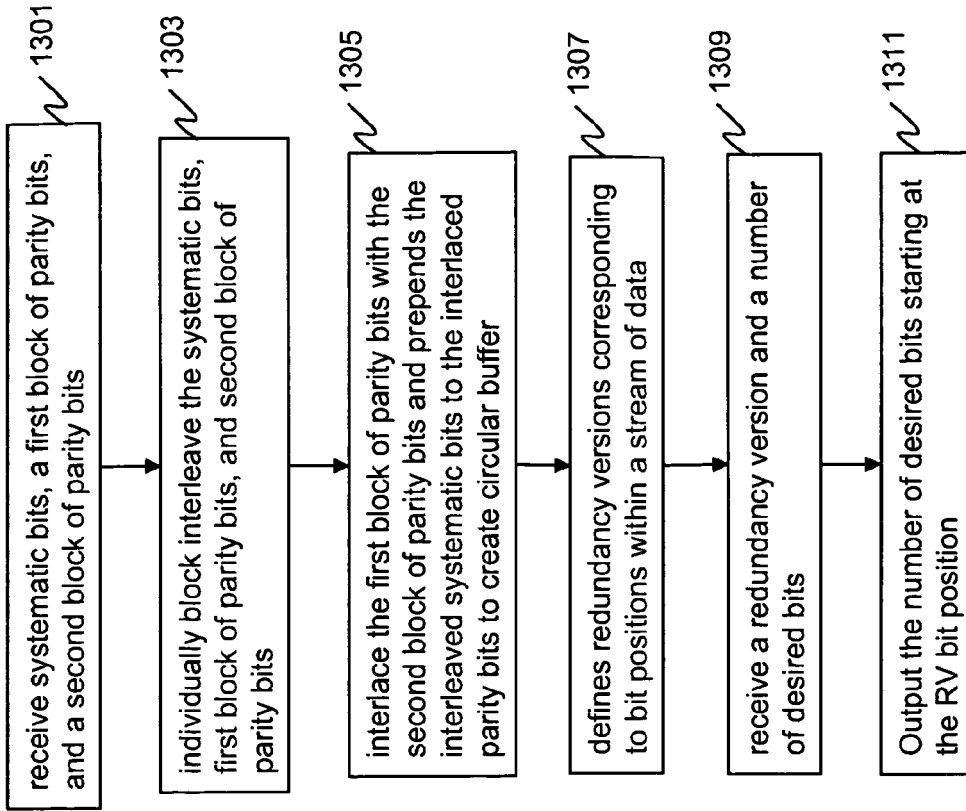 receive systematic bits, a first block of parity bits,
and a second block of parity bits
1301
individually block interleave the systematic bits,
first block of parity bits, and second block of
parity bits
1303
interlace the first block of parity bits with the
second block of parity bits and prepends the
interleaved systematic bits to the interlaced
parity bits to create circular buffer
1305
defines redundancy versions corresponding
to bit positions within a stream of data
1307
receive a redundancy version and a number
of desired bits
1309
Output the number of desired bits starting at
the RV bit position
1311